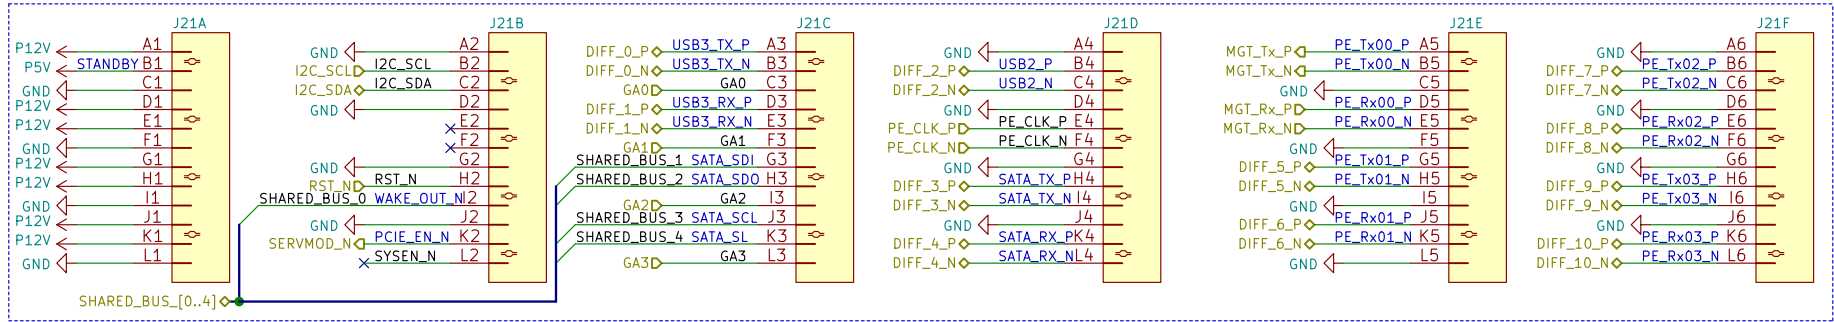 J21A
P12V A1
P5V STANDBY B1
GND C1
P12V D1
P12V E1
GND F1
P12V G1
P12V H1
GND I1
P12V J1
P12V K1
GND L1
SHARED_BUS_[0..4]
J21B
GND A2
I2C_SCL I2C_SCL B2
I2C_SDA I2C_SDA C2
GND D2
E2
F2
GND G2
RST_N RST_N H2
SHARED_BUS_0 WAKE_OUT_N I2
GND J2
SERVMOD_N PCIE_EN_N K2
SYSEN_N L2
J21C
DIFF_0_P USB3_TX_P A3
DIFF_0_N USB3_TX_N B3
GA0 GA0 C3
DIFF_1_P USB3_RX_P D3
DIFF_1_N USB3_RX_N E3
GA1 GA1 F3
SHARED_BUS_1 SATA_SDI G3
SHARED_BUS_2 SATA_SDO H3
GA2 GA2 I3
SHARED_BUS_3 SATA_SCL J3
SHARED_BUS_4 SATA_SL K3
GA3 GA3 L3
J21D
GND A4
DIFF_2_P USB2_P B4
DIFF_2_N USB2_N C4
GND D4
PE_CLK_P PE_CLK_P E4
PE_CLK_N PE_CLK_N F4
GND G4
DIFF_3_P SATA_TX_P H4
DIFF_3_N SATA_TX_N I4
GND J4
DIFF_4_P SATA_RX_P K4
DIFF_4_N SATA_RX_N L4
J21E
MGT_Tx_P PE_Tx00_P A5
MGT_Tx_N PE_Tx00_N B5
GND C5
MGT_Rx_P PE_Rx00_P D5
MGT_Rx_N PE_Rx00_N E5
GND F5
DIFF_5_P PE_Tx01_P G5
DIFF_5_N PE_Tx01_N H5
GND I5
DIFF_6_P PE_Rx01_P J5
DIFF_6_N PE_Rx01_N K5
GND L5
J21F
GND A6
DIFF_7_P PE_Tx02_P B6
DIFF_7_N PE_Tx02_N C6
GND D6
DIFF_8_P PE_Rx02_P E6
DIFF_8_N PE_Rx02_N F6
GND G6
DIFF_9_P PE_Tx03_P H6
DIFF_9_N PE_Tx03_N I6
GND J6
DIFF_10_P PE_Rx03_P K6
DIFF_10_N PE_Rx03_N L6